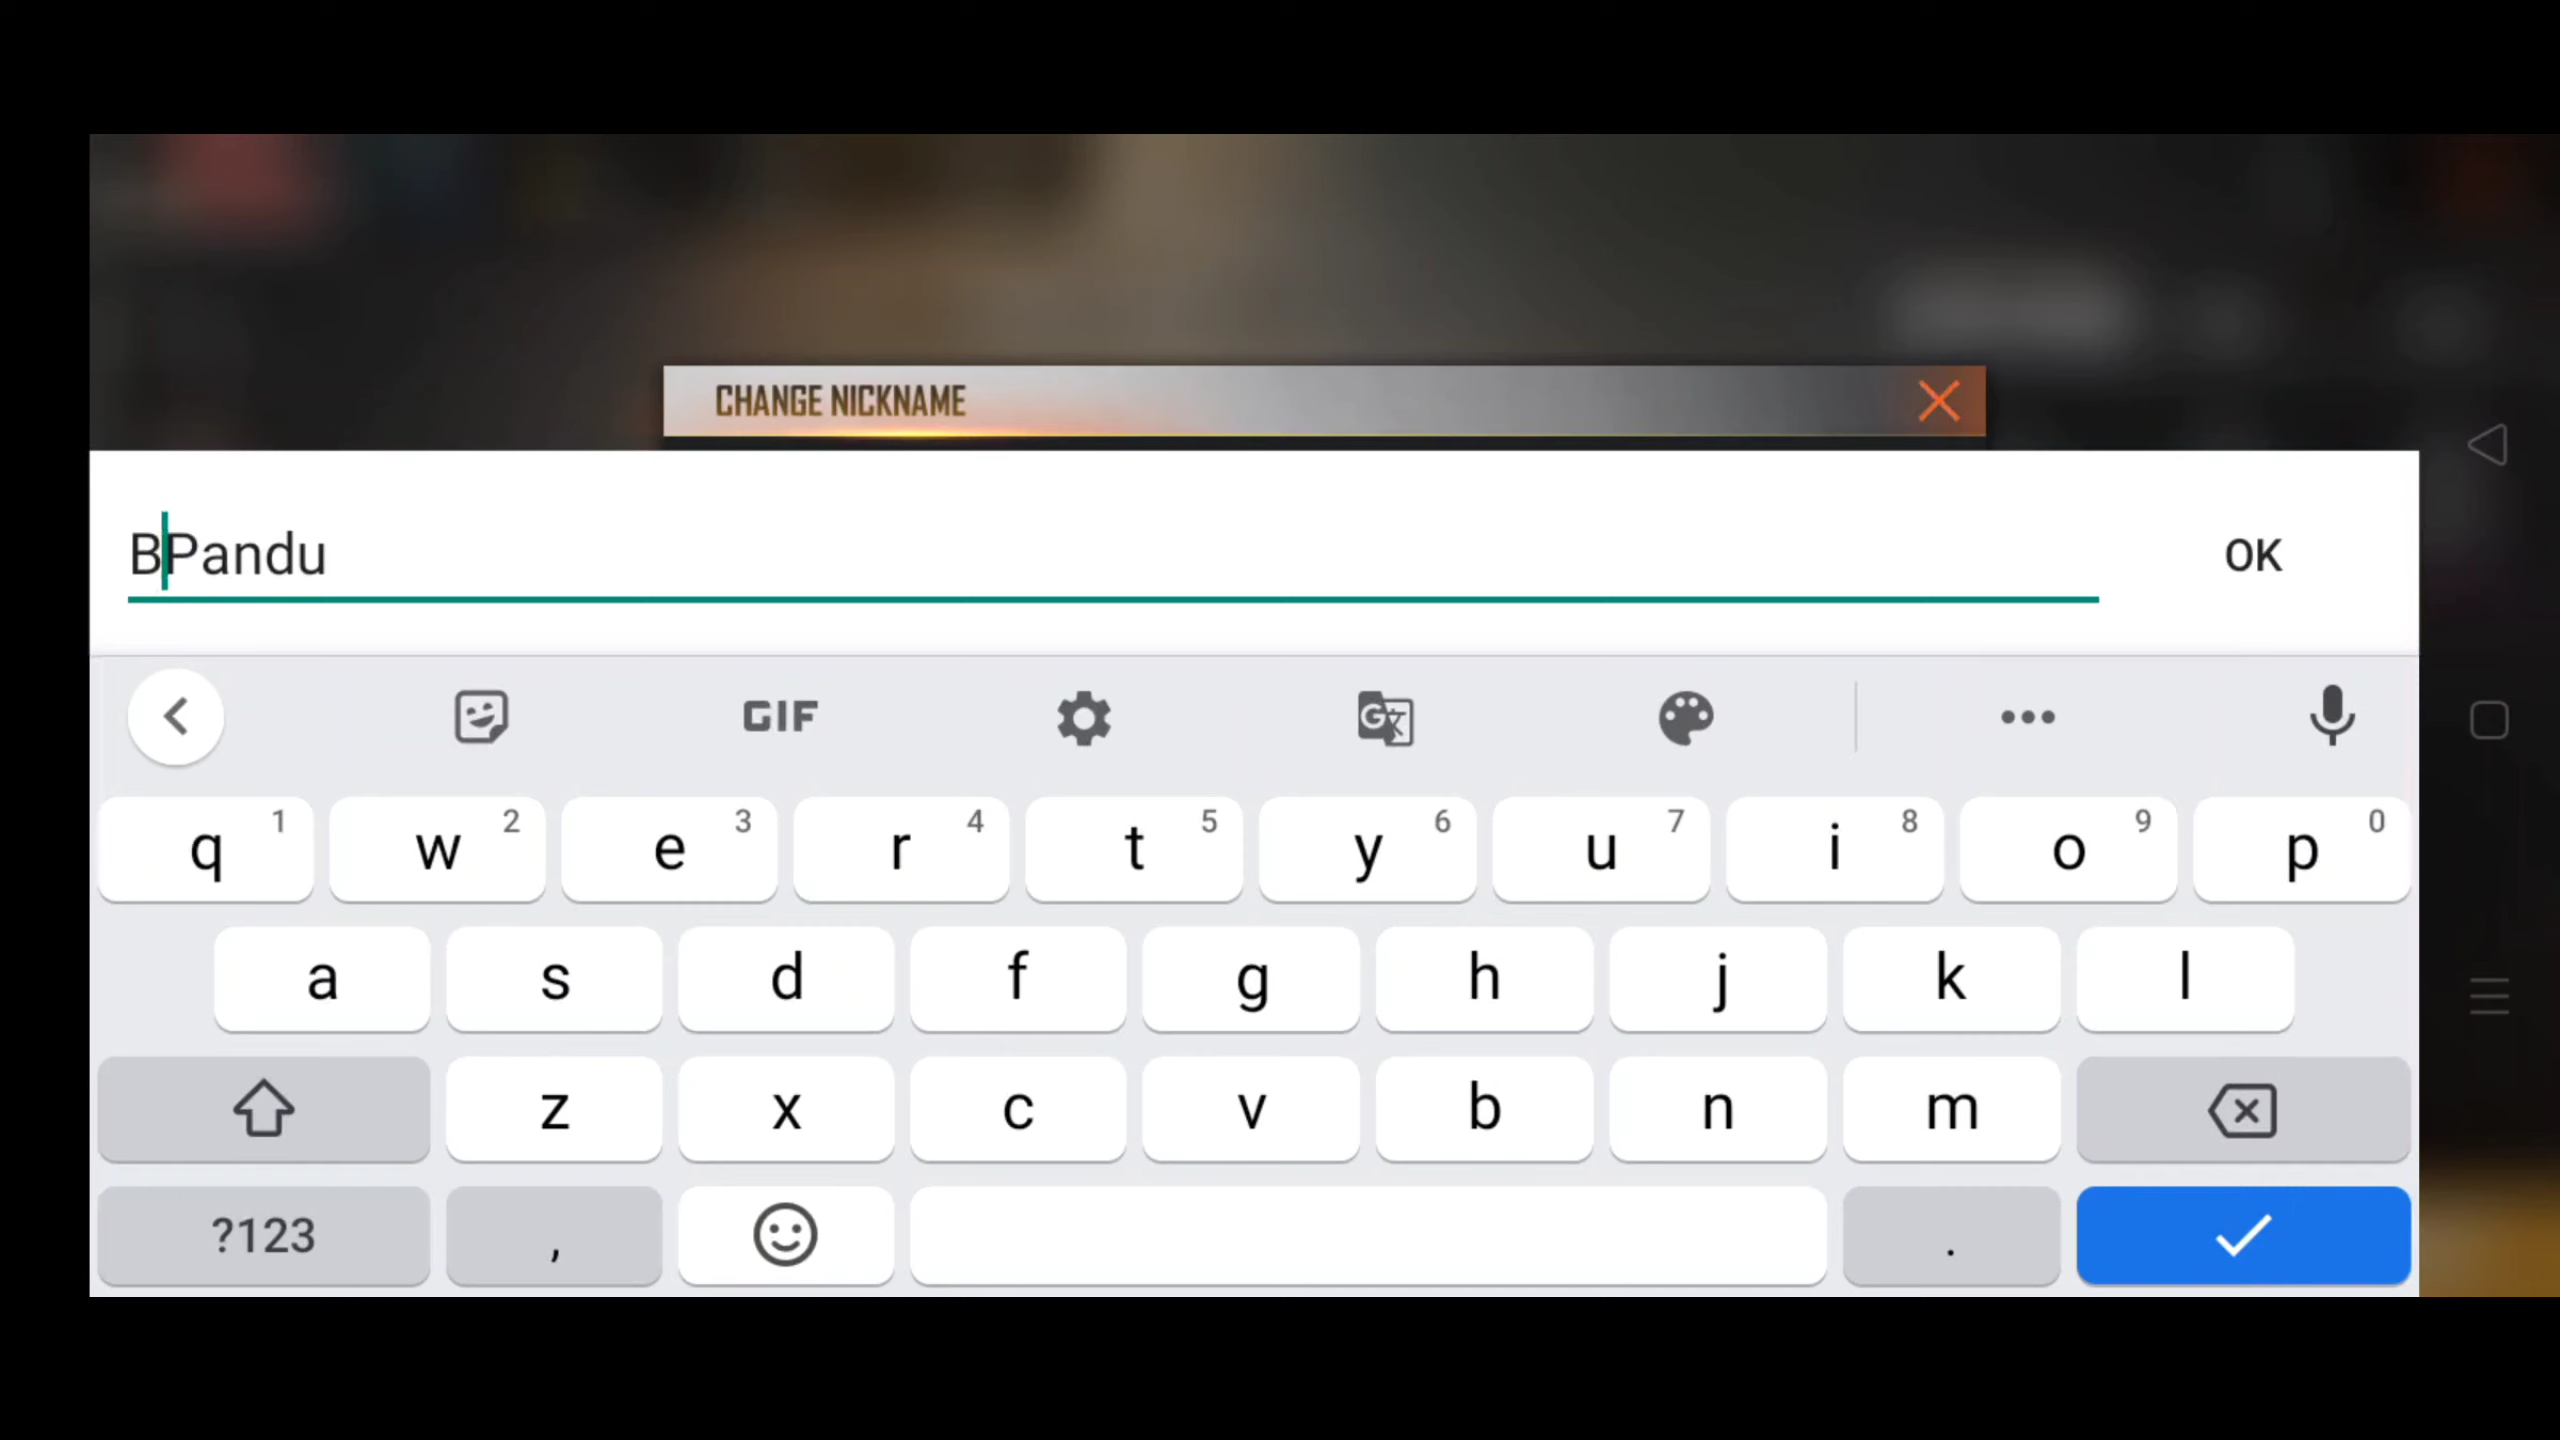 CHANGE NICKNAME
BPandu
OK
GIF
q 1 w 2 e 3 r 4 t 5 y 6 u 7 i 8 o 9 p 0
a s d f g h j k l
z x c v b n m
?123 , .